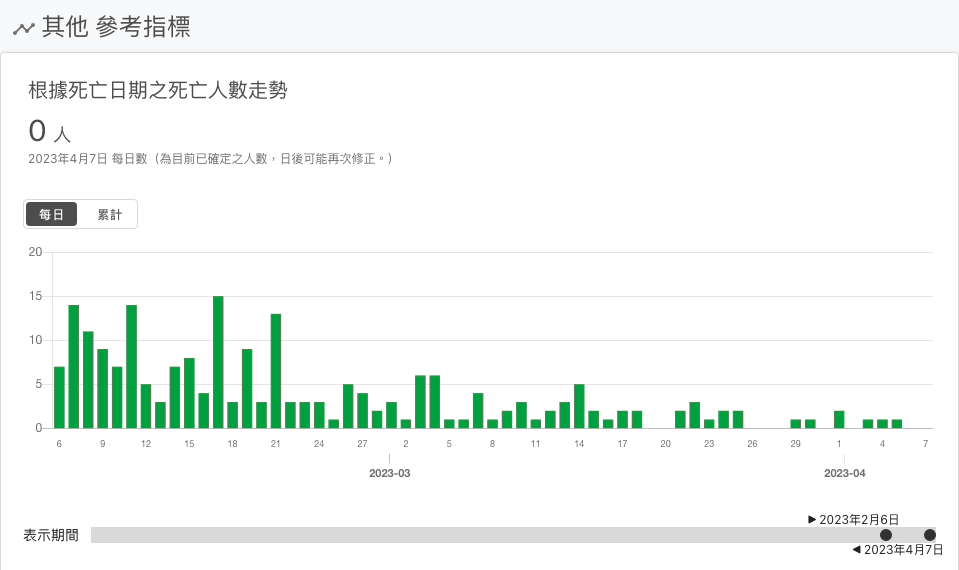 其他 參考指標
根據死亡日期之死亡人數走勢
0 人
2023年4月7日 每日數（為目前已確定之人數，日後可能再次修正。）
每日 累計
20
15
10
5
0
6 9 12 15 18 21 24 27 2 5 8 11 14 17 20 23 26 29 1 4 7
2023-03 2023-04
▶ 2023年2月6日
表示期間
◀ 2023年4月7日